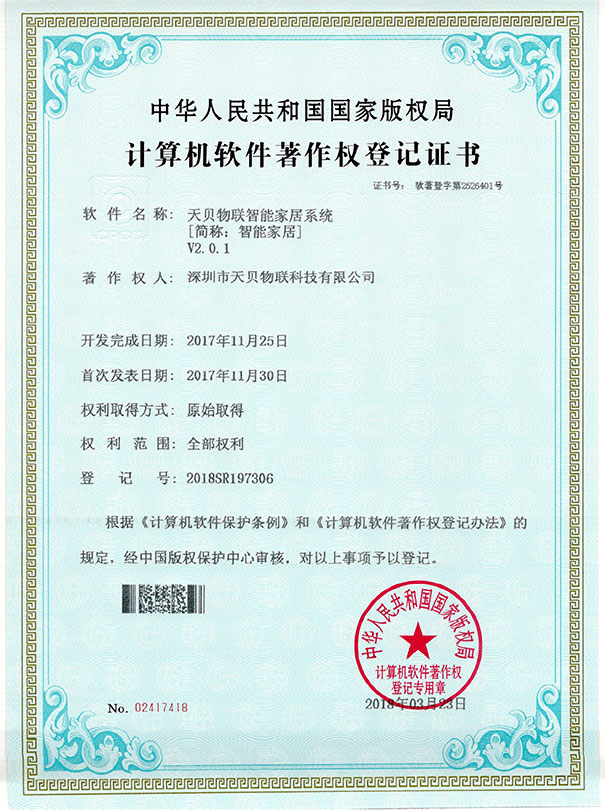 中华人民共和国国家版权局
计算机软件著作权登记证书
证书号： 软著登字第2526401号
软件名称： 天贝物联智能家居系统
[简称：智能家居]
V2.0.1
著作权人： 深圳市天贝物联科技有限公司
开发完成日期： 2017年11月25日
首次发表日期： 2017年11月30日
权利取得方式： 原始取得
权利范围： 全部权利
登记号： 2018SR197306
根据《计算机软件保护条例》和《计算机软件著作权登记办法》的
规定，经中国版权保护中心审核，对以上事项予以登记。
中华人民共和国国家版权局
计算机软件著作权
登记专用章
2018年03月23日
No. 02417418